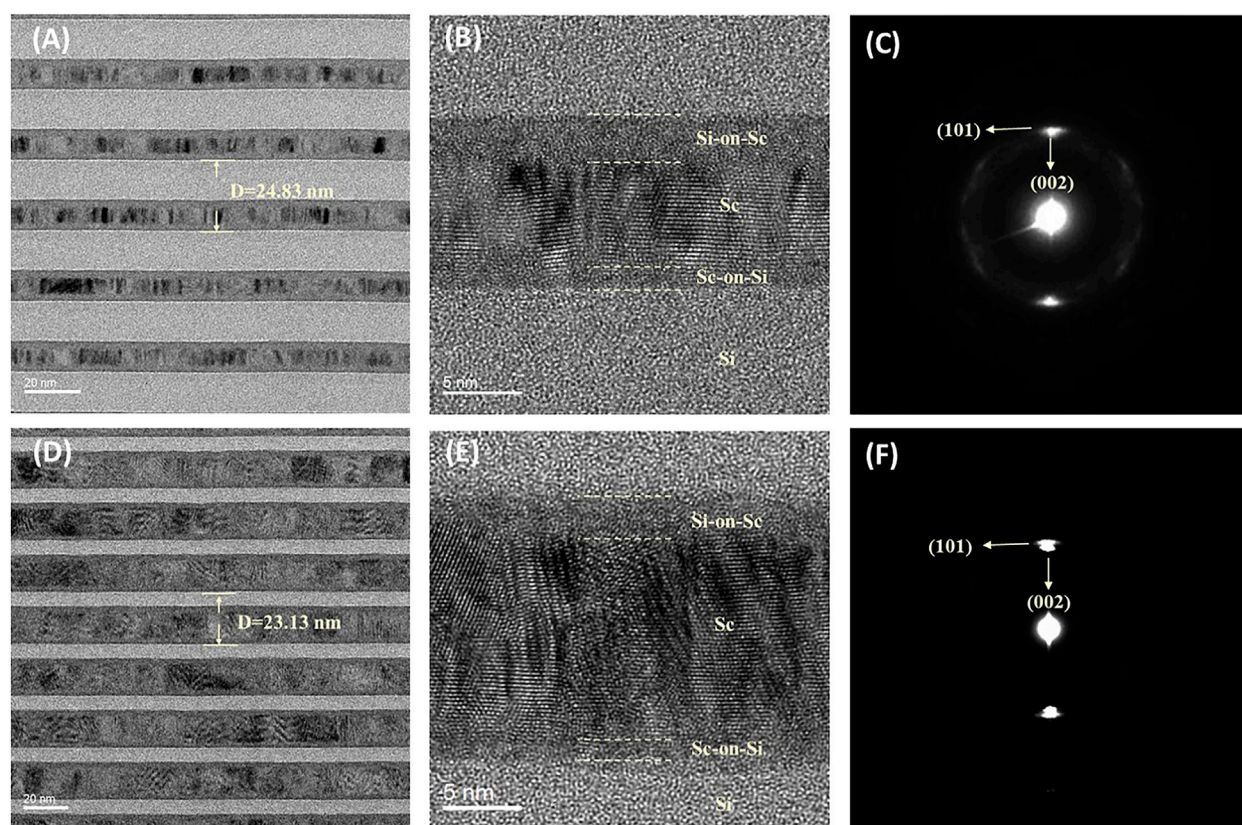 (A)
D=24.83 nm
20 nm
(B)
Si-on-Sc
Sc
Sc-on-Si
Si
5 nm
(C)
(101)
(002)
(D)
D=23.13 nm
20 nm
(E)
Si-on-Sc
Sc
Sc-on-Si
Si
5 nm
(F)
(101)
(002)